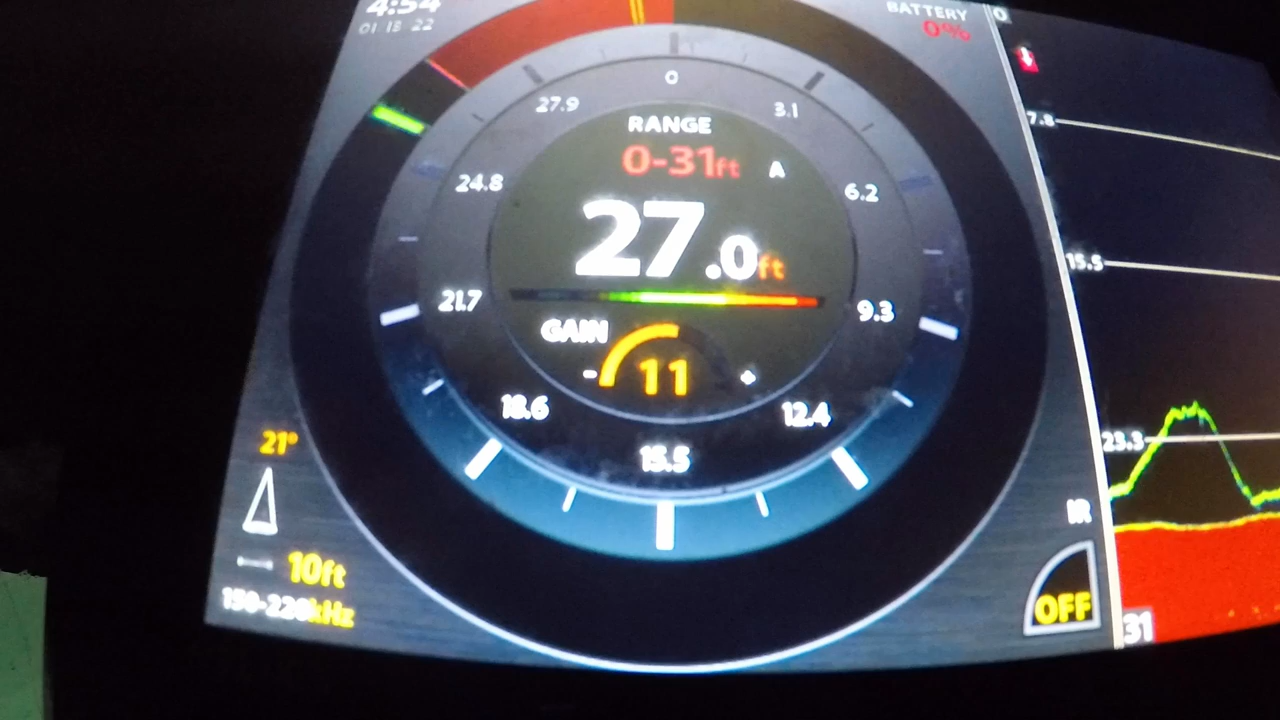 4:54
01 18 22
BATTERY
0%
0
27.9
3.1
RANGE
0-31ft A
24.8
6.2
27.0ft
21.7
9.3
GAIN
- 11 +
18.6
12.4
15.5
21°
10ft
150-220kHz
IR
OFF
0
7.8
15.5
23.3
31